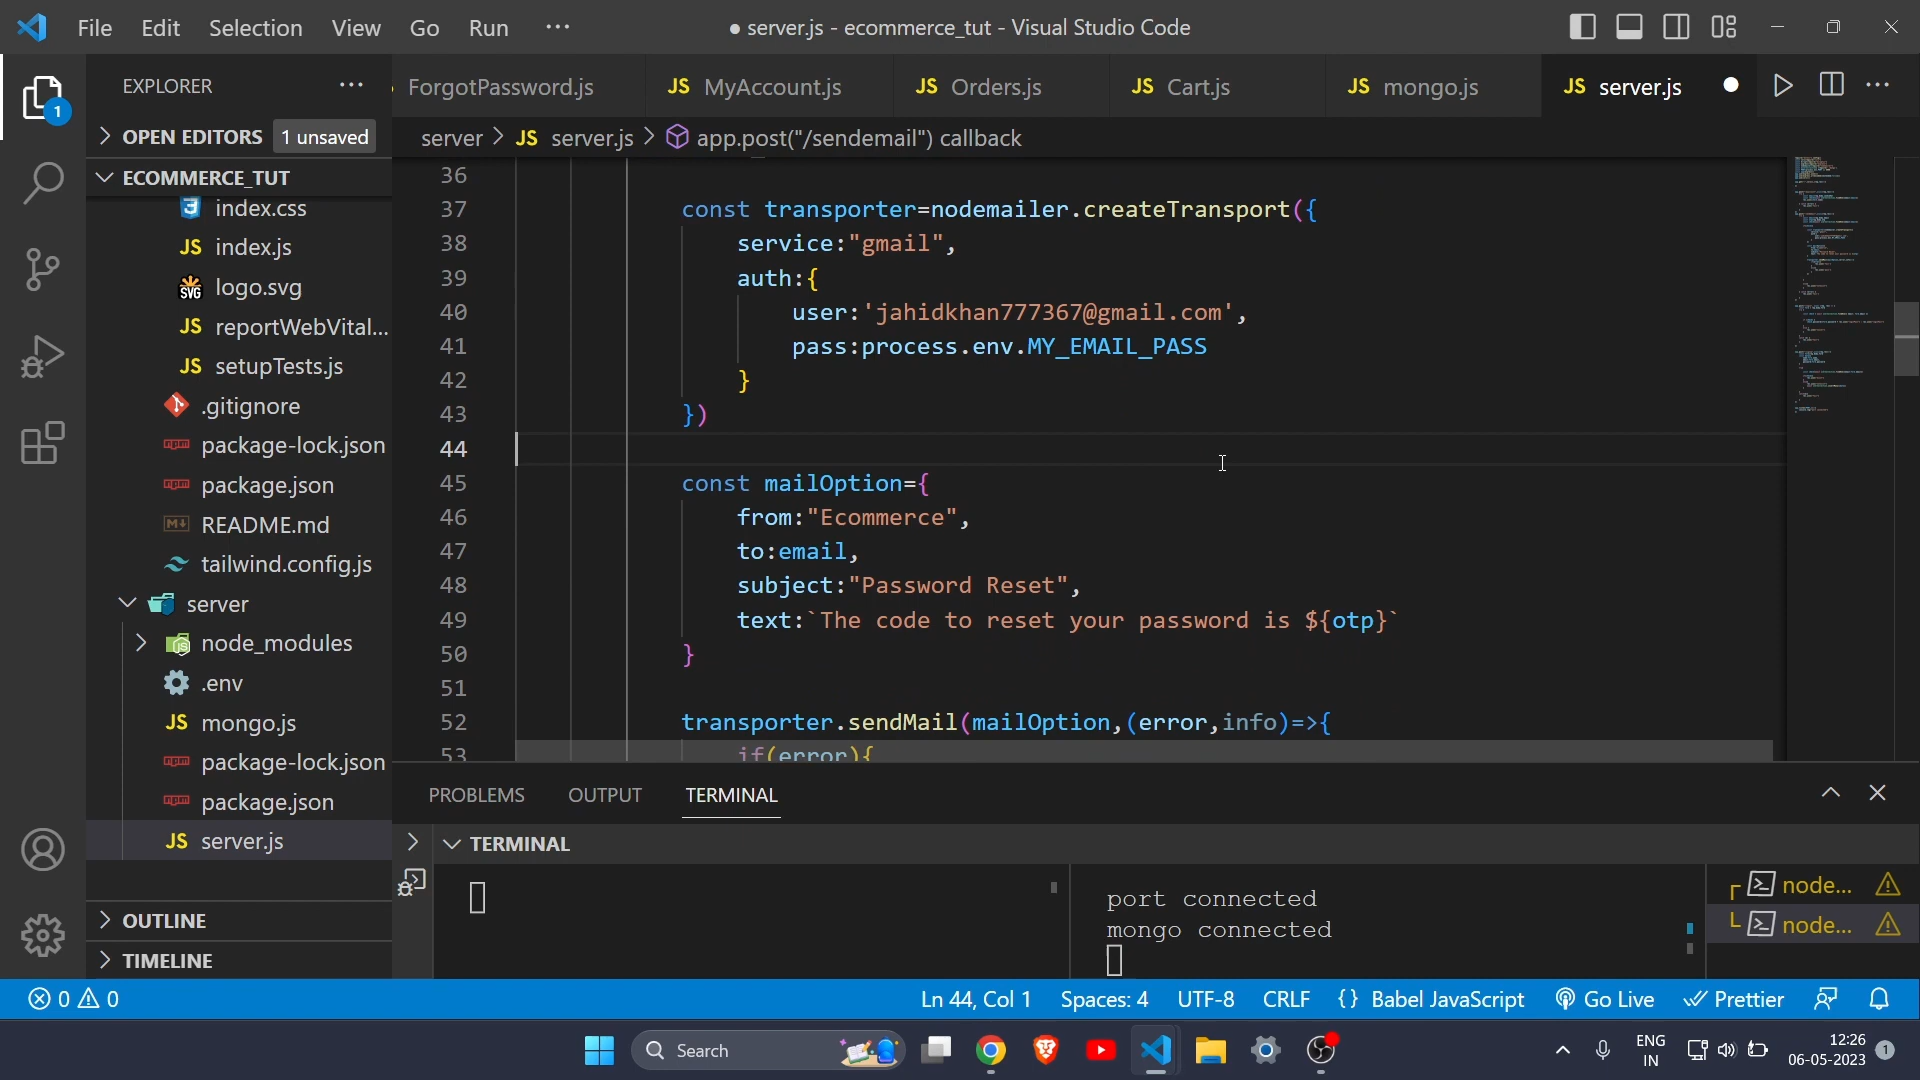 File Edit Selection View Go Run ···
● server.js - ecommerce_tut - Visual Studio Code
EXPLORER ···
ForgotPassword.js
JS MyAccount.js
JS Orders.js
JS Cart.js
JS mongo.js
JS server.js
OPEN EDITORS 1 unsaved
server > JS server.js > app.post("/sendemail") callback
ECOMMERCE_TUT
index.css
JS index.js
SVG logo.svg
JS reportWebVital...
JS setupTests.js
.gitignore
package-lock.json
package.json
README.md
tailwind.config.js
server
node_modules
.env
JS mongo.js
package-lock.json
package.json
JS server.js
OUTLINE
TIMELINE
1
36
37 const transporter=nodemailer.createTransport({
38 service:"gmail",
39 auth:{
40 user:'jahidkhan777367@gmail.com',
41 pass:process.env.MY_EMAIL_PASS
42 }
43 })
44
45 const mailOption={
46 from:"Ecommerce",
47 to:email,
48 subject:"Password Reset",
49 text:`The code to reset your password is ${otp}`
50 }
51
52 transporter.sendMail(mailOption,(error,info)=>{
53 if(error){
PROBLEMS OUTPUT TERMINAL
TERMINAL
port connected
mongo connected
node...
node...
0 0
Ln 44, Col 1 Spaces: 4 UTF-8 CRLF {} Babel JavaScript Go Live Prettier
Search
ENG
IN
12:26
06-05-2023
1